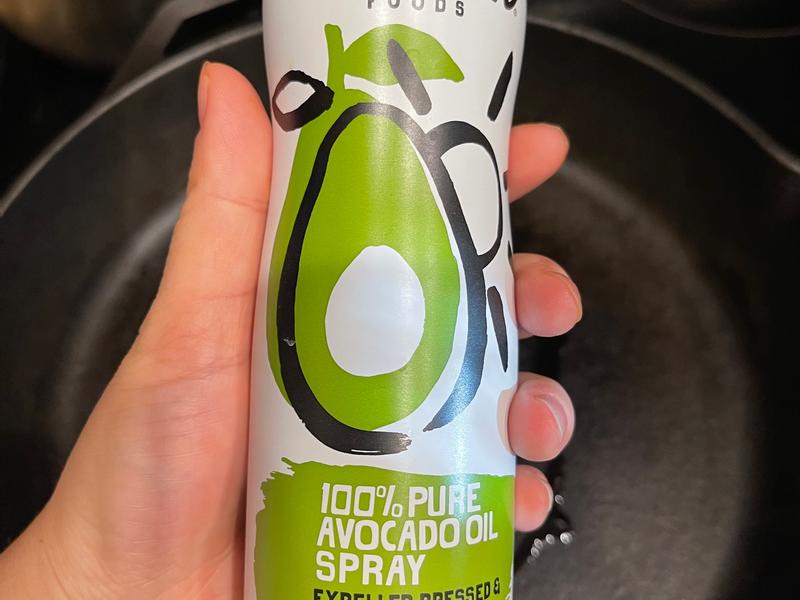 FOODS
100% PURE
AVOCADO OIL
SPRAY
EXPELLER PRESSED &